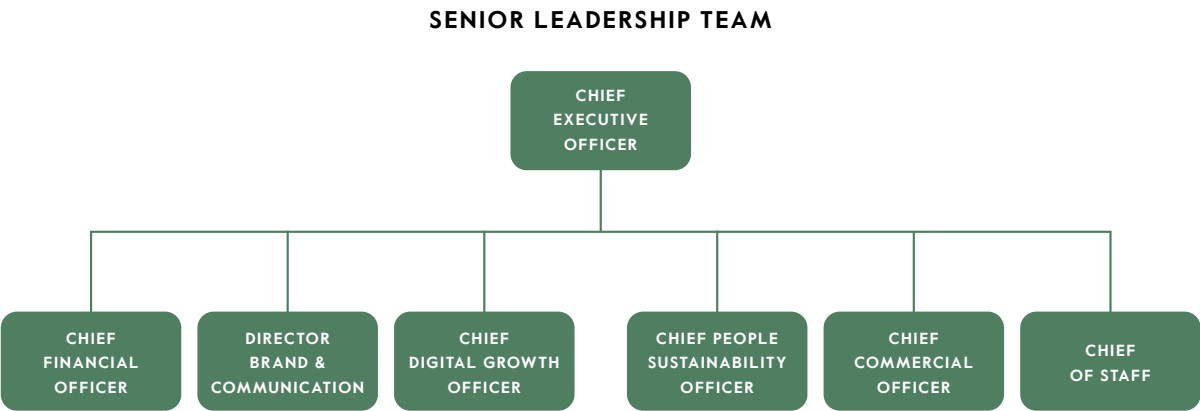 SENIOR LEADERSHIP TEAM
CHIEF
EXECUTIVE
OFFICER
CHIEF
FINANCIAL
OFFICER
DIRECTOR
BRAND &
COMMUNICATION
CHIEF
DIGITAL GROWTH
OFFICER
CHIEF PEOPLE
SUSTAINABILITY
OFFICER
CHIEF
COMMERCIAL
OFFICER
CHIEF
OF STAFF